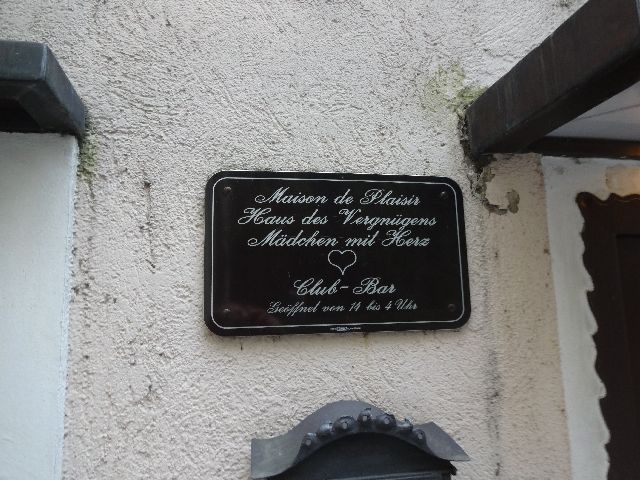 Maison de Plaisir
Haus des Vergnügens
Mädchen mit Herz
Club-Bar
Geöffnet von 14 bis 4 Uhr